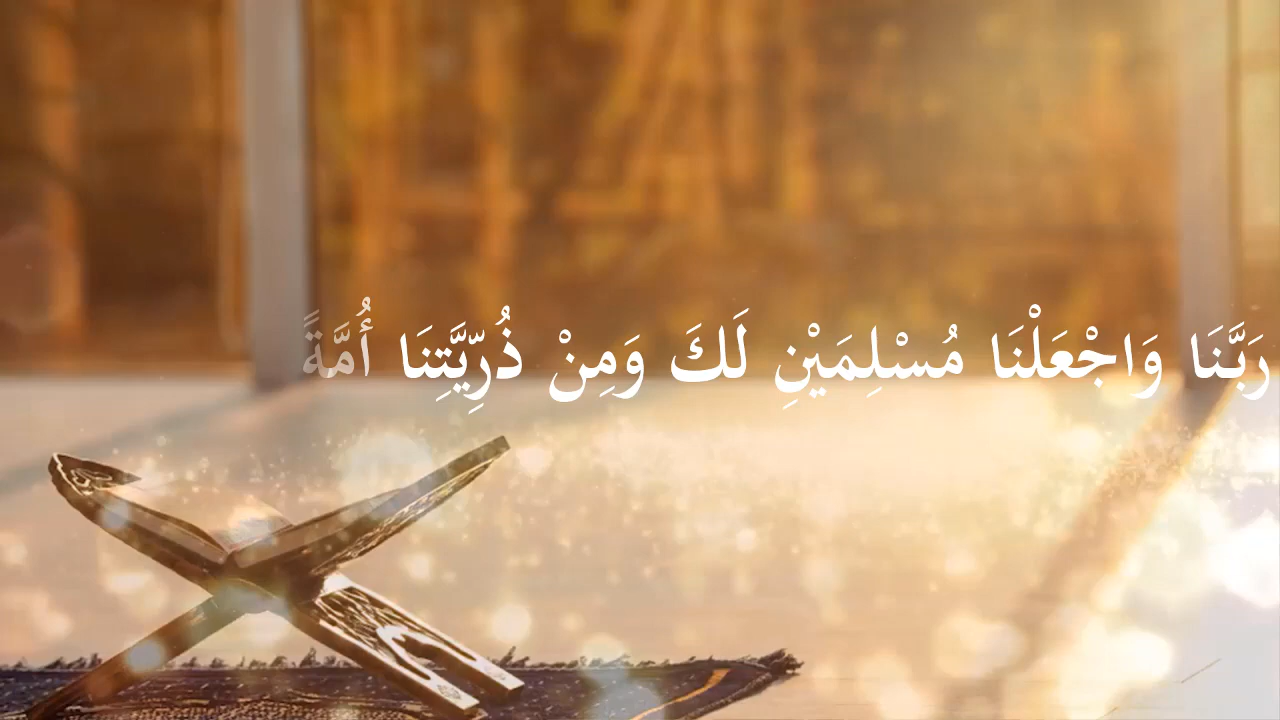 رَبَّنَا وَاجْعَلْنَا مُسْلِمَيْنِ لَكَ وَمِنْ ذُرِّيَّتِنَا أُمَّةً